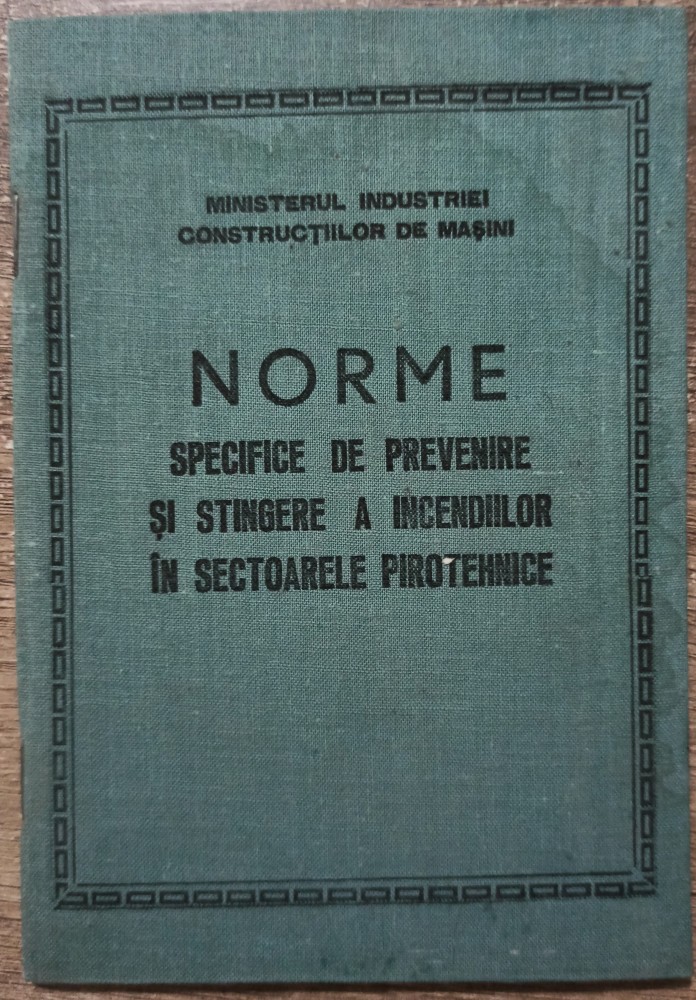 MINISTERUL INDUSTRIEI
CONSTRUCȚIILOR DE MAȘINI
NORME
SPECIFICE DE PREVENIRE
ȘI STINGERE A INCENDIILOR
ÎN SECTOARELE PIROTEHNICE